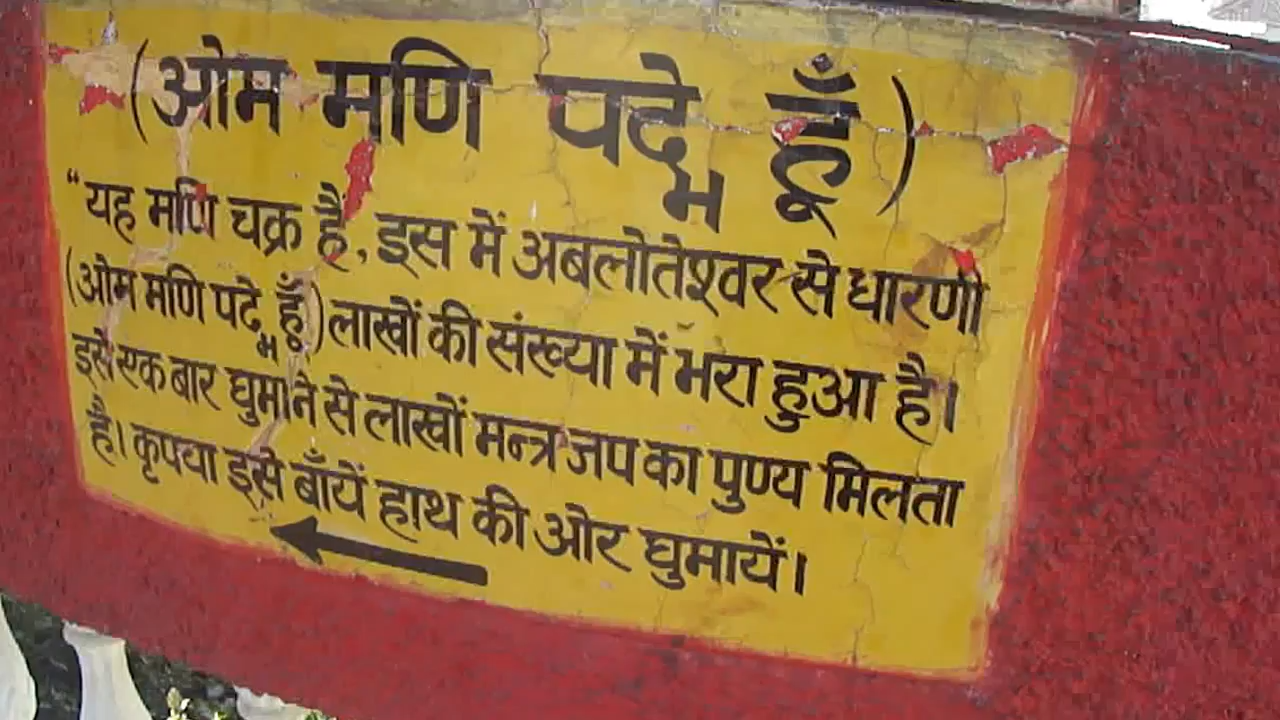 (ओम मणि पद्मे हूँ)
“यह मणि चक्र है, इस में अबलोतेश्वर से धारणी
(ओम मणि पद्मे हूँ) लाखों की संख्या में भरा हुआ है।
इसे एक बार घुमाने से लाखों मन्त्र जप का पुण्य मिलता
है। कृपया इसे बाँयें हाथ की ओर घुमायें।